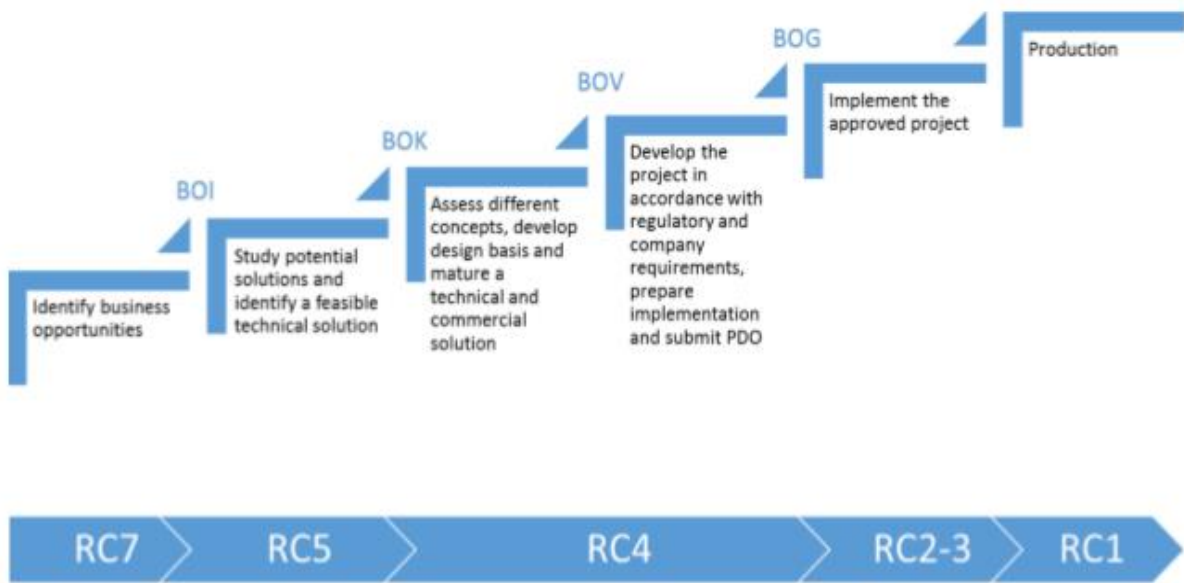 Identify business
opportunities
BOI
Study potential
solutions and
identify a feasible
technical solution
BOK
Assess different
concepts, develop
design basis and
mature a
technical and
commercial
solution
BOV
Develop the
project in
accordance with
regulatory and
company
requirements,
prepare
implementation
and submit PDO
BOG
Implement the
approved project
Production
RC7
RC5
RC4
RC2-3
RC1